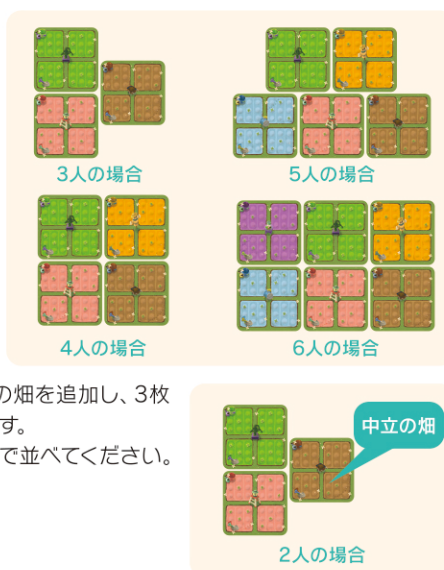 3人の場合
5人の場合
4人の場合
6人の場合
の畑を追加し、3枚
す。
で並べてください。
中立の畑
2人の場合